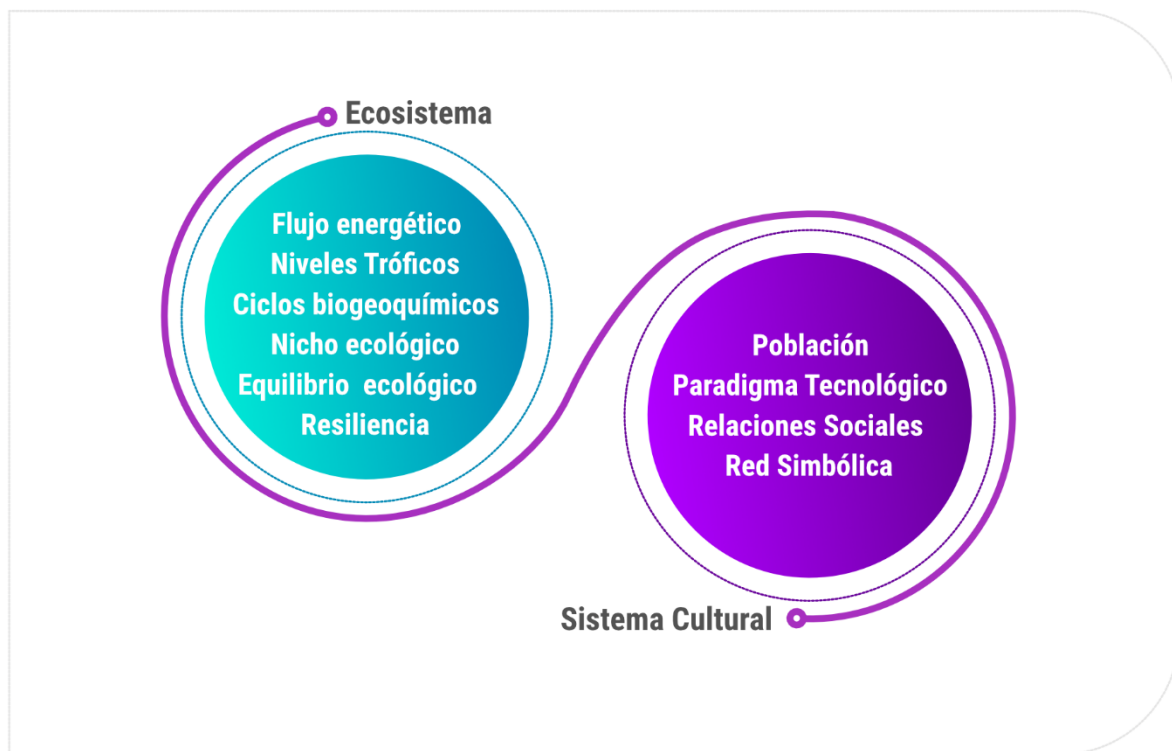 Ecosistema
Flujo energético
Niveles Tróficos
Ciclos biogeoquímicos
Nicho ecológico
Equilibrio ecológico
Resiliencia
Población
Paradigma Tecnológico
Relaciones Sociales
Red Simbólica
Sistema Cultural